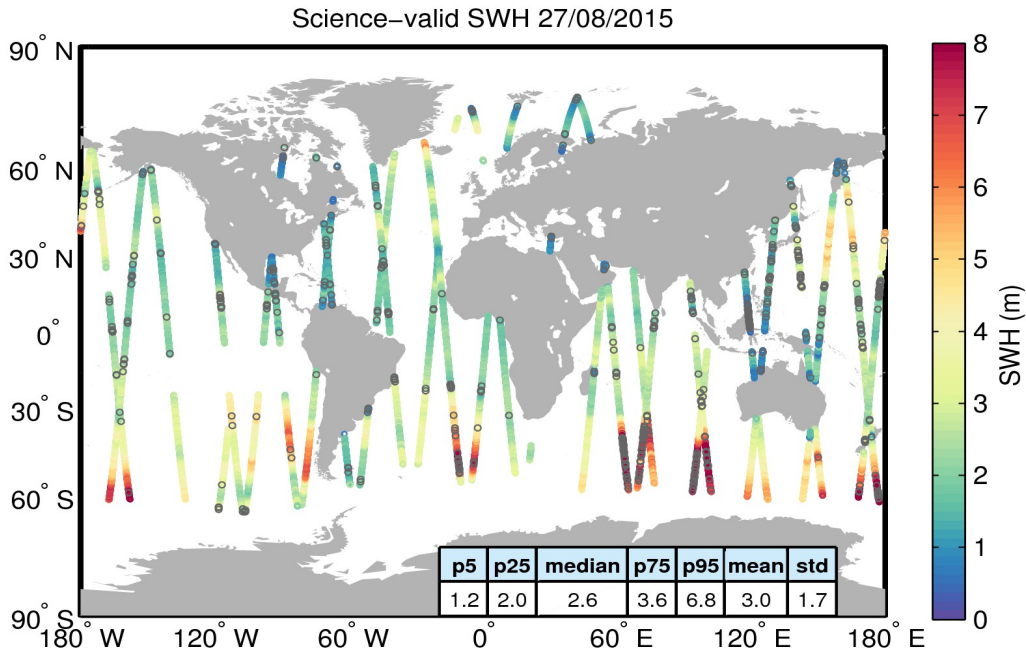 Science−valid SWH 27/08/2015
90° N
60° N
30° N
0°
30° S
60° S
90° S
180° W
120° W
60° W
0°
60° E
120° E
180° E
p5 p25 median p75 p95 mean std
1.2 2.0 2.6 3.6 6.8 3.0 1.7
8
7
6
5
4
3
2
1
0
SWH (m)